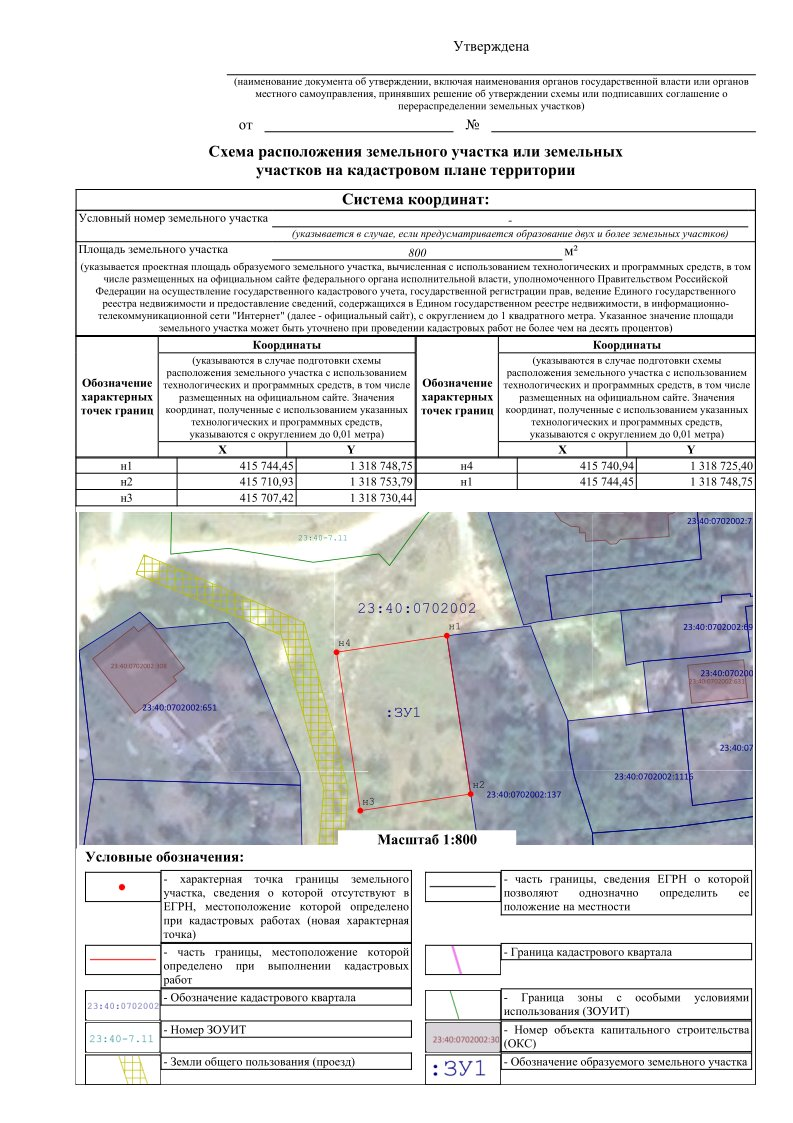 Утверждена
(наименование документа об утверждении, включая наименования органов государственной власти или органов
местного самоуправления, принявших решение об утверждении схемы или подписавших соглашение о
перераспределении земельных участков)
от №
Схема расположения земельного участка или земельных
участков на кадастровом плане территории
Система координат:
Условный номер земельного участка -
(указывается в случае, если предусматривается образование двух и более земельных участков)
Площадь земельного участка 800 м²
(указывается проектная площадь образуемого земельного участка, вычисленная с использованием технологических и программных средств, в том
числе размещенных на официальном сайте федерального органа исполнительной власти, уполномоченного Правительством Российской
Федерации на осуществление государственного кадастрового учета, государственной регистрации прав, ведение Единого государственного
реестра недвижимости и предоставление сведений, содержащихся в Едином государственном реестре недвижимости, в информационно-
телекоммуникационной сети "Интернет" (далее - официальный сайт), с округлением до 1 квадратного метра. Указанное значение площади
земельного участка может быть уточнено при проведении кадастровых работ не более чем на десять процентов)
Обозначение
характерных
точек границ
Координаты
(указываются в случае подготовки схемы
расположения земельного участка с использованием
технологических и программных средств, в том числе
размещенных на официальном сайте. Значения
координат, полученные с использованием указанных
технологических и программных средств,
указываются с округлением до 0,01 метра)
X Y
Обозначение
характерных
точек границ
Координаты
(указываются в случае подготовки схемы
расположения земельного участка с использованием
технологических и программных средств, в том числе
размещенных на официальном сайте. Значения
координат, полученные с использованием указанных
технологических и программных средств,
указываются с округлением до 0,01 метра)
X Y
н1 415 744,45 1 318 748,75 н4 415 740,94 1 318 725,40
н2 415 710,93 1 318 753,79 н1 415 744,45 1 318 748,75
н3 415 707,42 1 318 730,44
23:40:0702002:7
23:40-7.11
23:40:0702002
н1
23:40:0702002:69
н4
23:40:0702002:308
23:40:070200
23:40:0702002:633
23:40:0702002:651
:ЗУ1
23:40:07
23:40:0702002:1116
н2
23:40:0702002:137
н3
Масштаб 1:800
Условные обозначения:
- характерная точка границы земельного
участка, сведения о которой отсутствуют в
ЕГРН, местоположение которой определено
при кадастровых работах (новая характерная
точка)
- часть границы, сведения ЕГРН о которой
позволяют однозначно определить ее
положение на местности
- часть границы, местоположение которой
определено при выполнении кадастровых
работ
- Граница кадастрового квартала
23:40:0702002
- Обозначение кадастрового квартала
- Граница зоны с особыми условиями
использования (ЗОУИТ)
23:40-7.11
- Номер ЗОУИТ
23:40:0702002:30
- Номер объекта капитального строительства
(ОКС)
- Земли общего пользования (проезд)
:ЗУ1
- Обозначение образуемого земельного участка